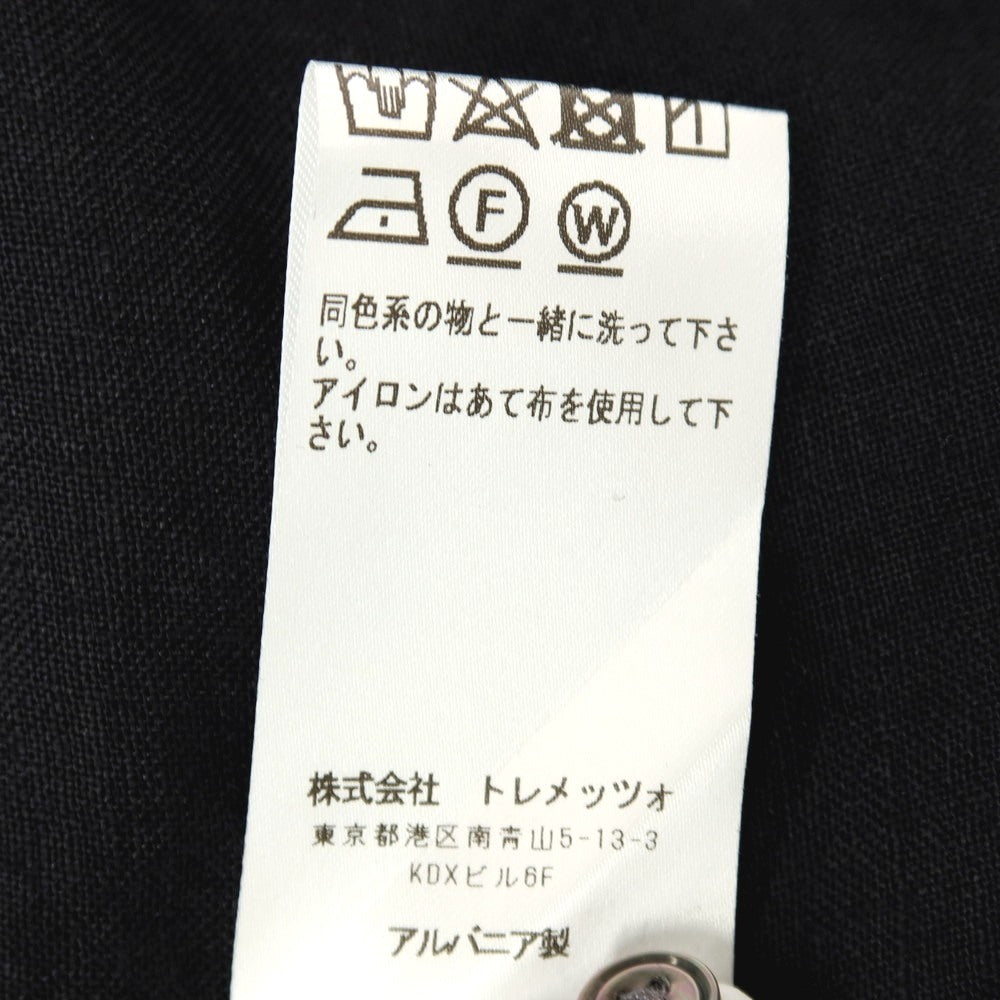 F W
同色系の物と一緒に洗って下さ
い。
アイロンはあて布を使用して下
さい。
株式会社 トレメッツォ
東京都港区南青山5-13-3
KDXビル6F
アルバニア製